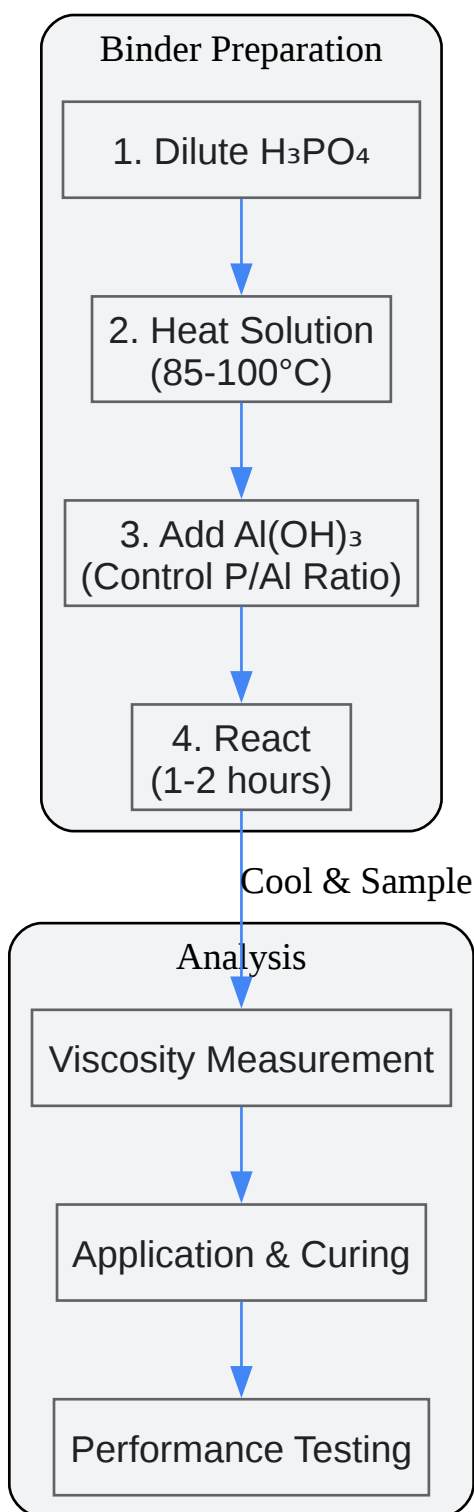 Binder Preparation
1. Dilute H₃PO₄
2. Heat Solution
(85-100°C)
3. Add Al(OH)₃
(Control P/Al Ratio)
4. React
(1-2 hours)
Cool & Sample
Analysis
Viscosity Measurement
Application & Curing
Performance Testing